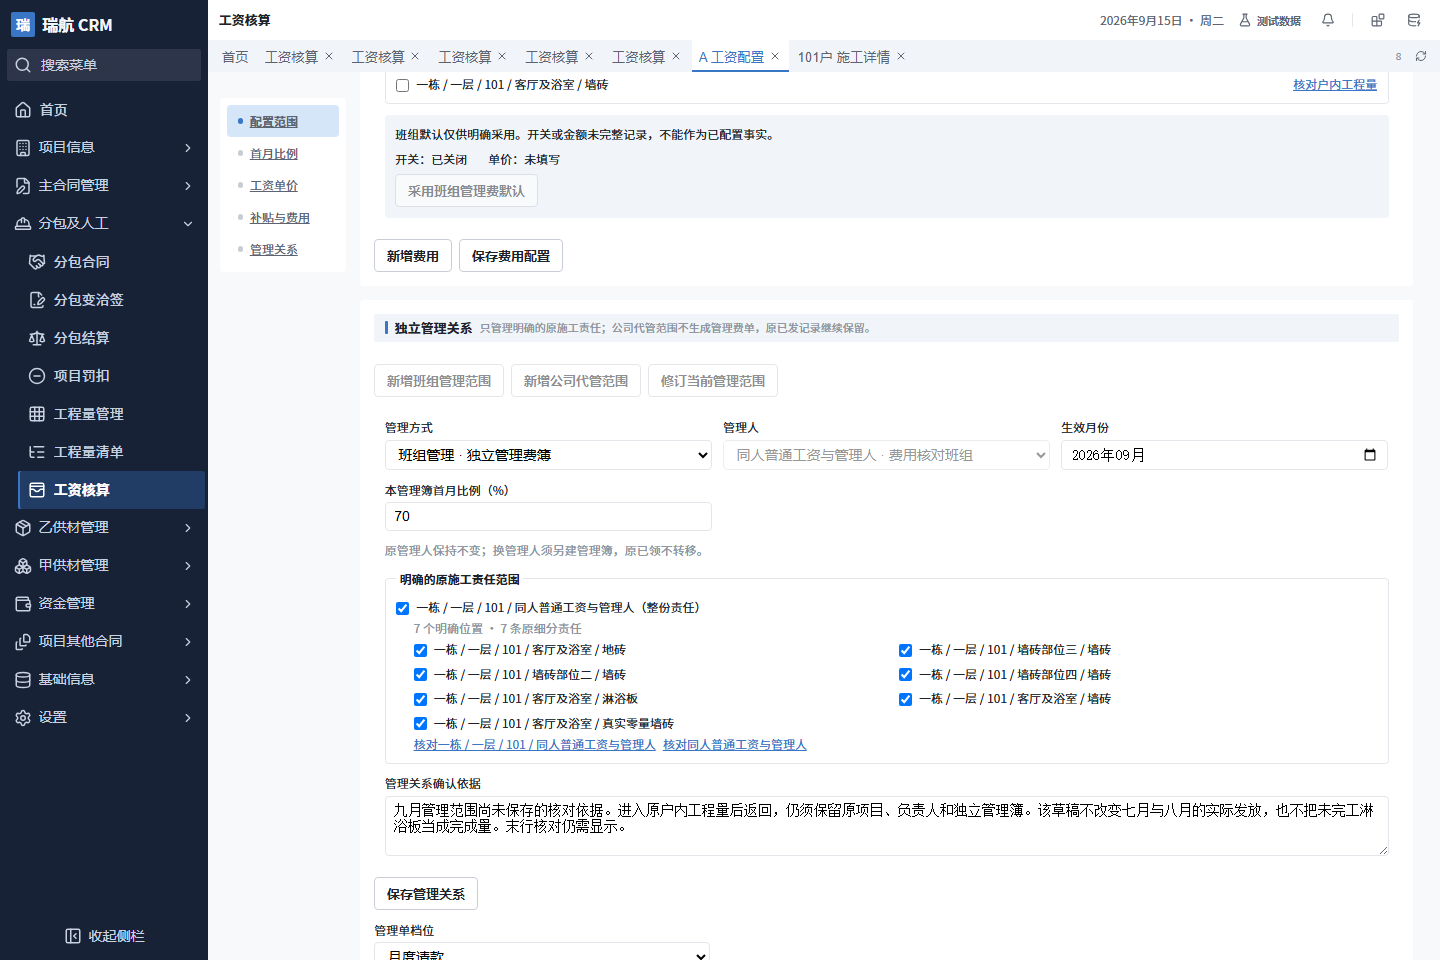 瑞 瑞航 CRM
搜索菜单
首页
项目信息
主合同管理
分包及人工
分包合同
分包变洽签
分包结算
项目罚扣
工程量管理
工程量清单
工资核算
乙供材管理
甲供材管理
资金管理
项目其他合同
基础信息
设置
收起侧栏
工资核算
2026年9月15日 • 周二 测试数据
首页 工资核算 工资核算 工资核算 工资核算 工资核算 A 工资配置 101户 施工详情 8
配置范围
首月比例
工资单价
补贴与费用
管理关系
一栋 / 一层 / 101 / 客厅及浴室 / 墙砖 核对户内工程量
班组默认仅供明确采用。开关或金额未完整记录，不能作为已配置事实。
开关：已关闭 单价：未填写
采用班组管理费默认
新增费用 保存费用配置
独立管理关系 只管理明确的原施工责任；公司代管范围不生成管理费单，原已发记录继续保留。
新增班组管理范围 新增公司代管范围 修订当前管理范围
管理方式 管理人 生效月份
班组管理 · 独立管理费簿 同人普通工资与管理人 · 费用核对班组 2026年09月
本管理簿首月比例（%）
70
原管理人保持不变；换管理人须另建管理簿，原已领不转移。
明确的原施工责任范围
一栋 / 一层 / 101 / 同人普通工资与管理人（整份责任）
7 个明确位置 • 7 条原细分责任
一栋 / 一层 / 101 / 客厅及浴室 / 地砖 一栋 / 一层 / 101 / 墙砖部位三 / 墙砖
一栋 / 一层 / 101 / 墙砖部位二 / 墙砖 一栋 / 一层 / 101 / 墙砖部位四 / 墙砖
一栋 / 一层 / 101 / 客厅及浴室 / 淋浴板 一栋 / 一层 / 101 / 客厅及浴室 / 墙砖
一栋 / 一层 / 101 / 客厅及浴室 / 真实零量墙砖
核对一栋 / 一层 / 101 / 同人普通工资与管理人 核对同人普通工资与管理人
管理关系确认依据
九月管理范围尚未保存的核对依据。进入原户内工程量后返回，仍须保留原项目、负责人和独立管理簿。该草稿不改变七月与八月的实际发放，也不把未完工淋
浴板当成完成量。末行核对仍需显示。
保存管理关系
管理单档位
月度请款